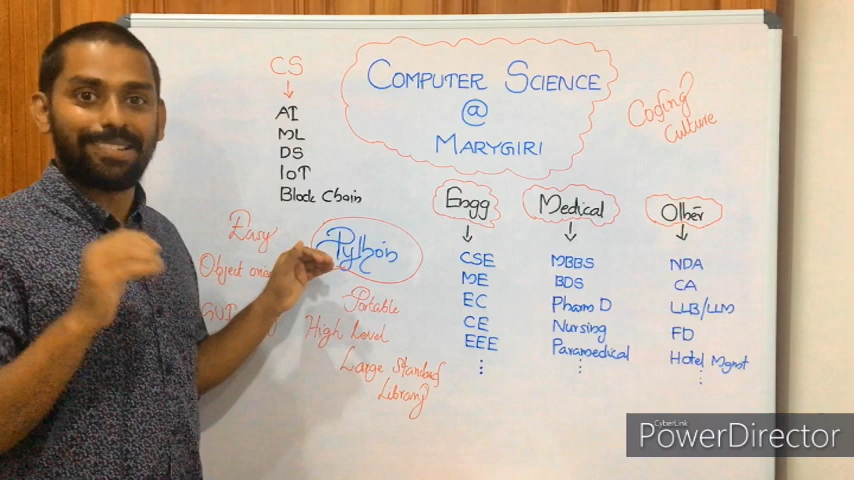 CS
AI
ML
DS
IoT
Block Chain
COMPUTER SCIENCE
@
MARYGIRI
Coding
Culture
Engg
CSE
ME
EC
CE
EEE
Medical
MBBS
BDS
Pharm D
Nursing
Paramedical
Other
NDA
CA
LLB/LLM
FD
Hotel Mgmt
Easy
Python
Object
Portable
High Level
Large Standard
Library
CyberLink
PowerDirector